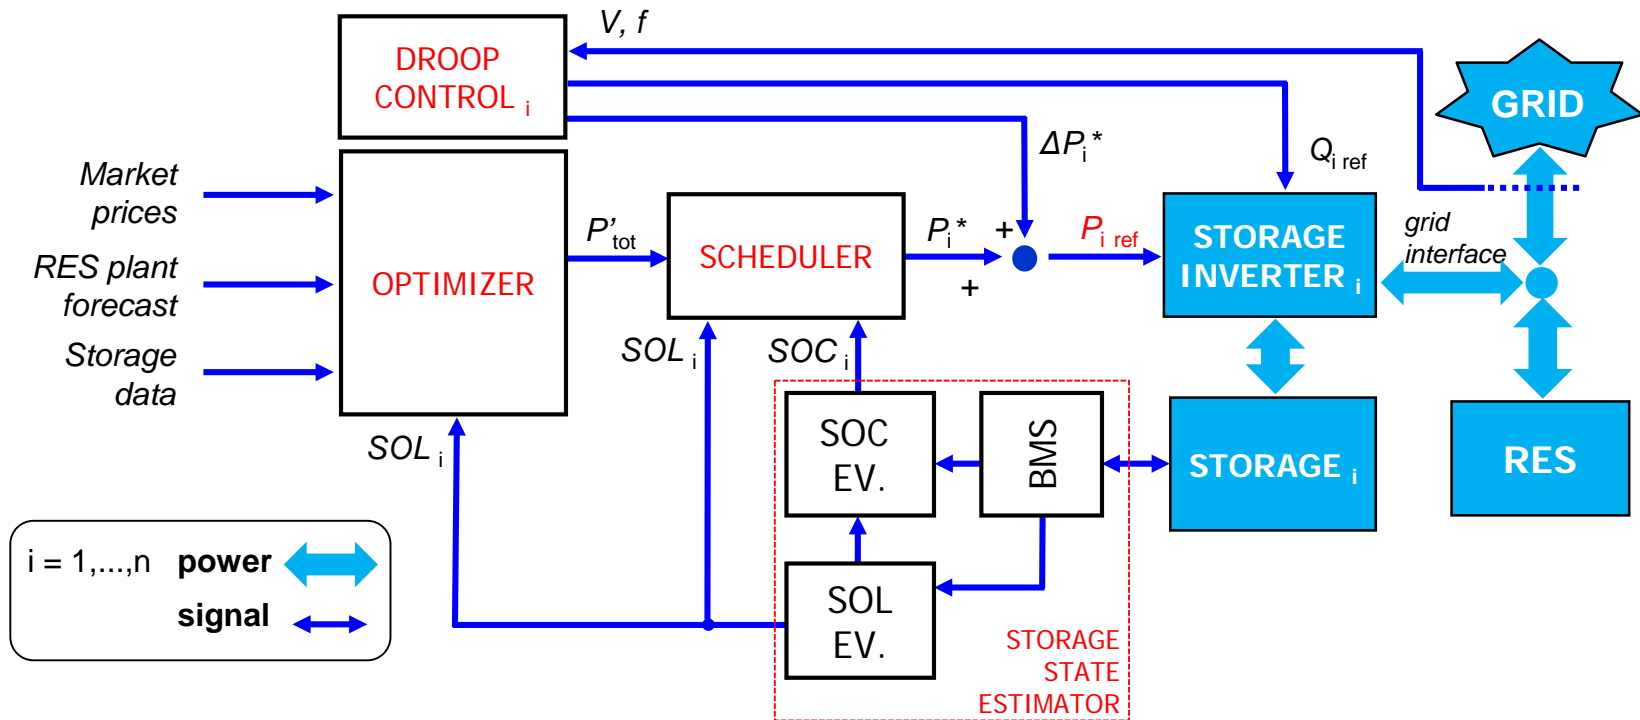 V, f
DROOP
CONTROL i
GRID
ΔPi*
Qi ref
Market
prices
RES plant
forecast
Storage
data
OPTIMIZER
P'tot
SCHEDULER
Pi*
+
+
Pi ref
STORAGE
INVERTER i
grid
interface
SOL i
SOC i
SOL i
SOC
EV.
BMS
STORAGE i
RES
SOL
EV.
STORAGE
STATE
ESTIMATOR
i = 1,...,n power
signal